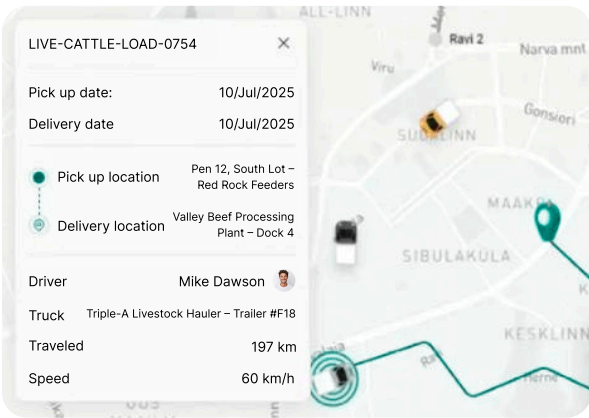 LIVE-CATTLE-LOAD-0754
Pick up date: 10/Jul/2025
Delivery date 10/Jul/2025
Pick up location Pen 12, South Lot –
Red Rock Feeders
Delivery location Valley Beef Processing
Plant – Dock 4
Driver Mike Dawson
Truck Triple-A Livestock Hauler – Trailer #F18
Traveled 197 km
Speed 60 km/h
ALL-LINN
Ravi 2
Narva mnt
Viru
Gonsiori
SIBULAKÜLA
KESKLINN